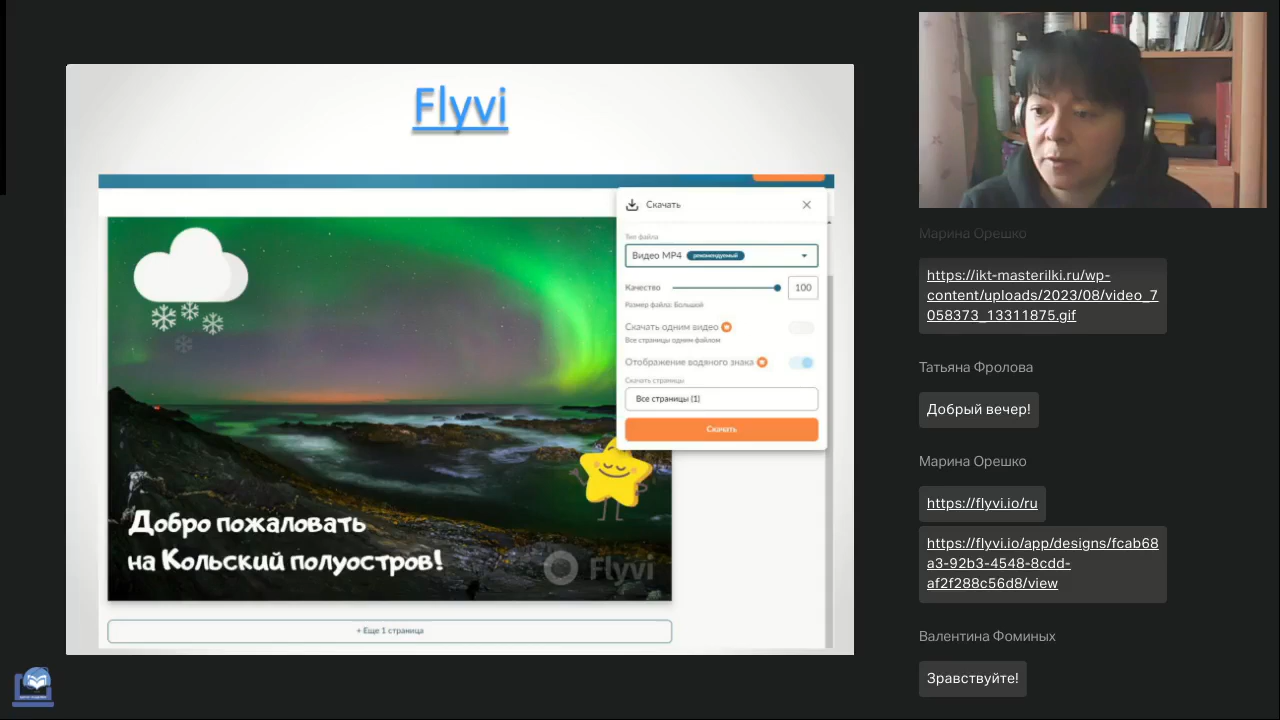 Flyvi
Скачать
Тип файла
Видео MP4 рекомендуемый
Качество 100
Размер файла: Большой
Скачать одним видео
Все страницы одним файлом
Отображение водяного знака
Скачать страницы
Все страницы (1)
Скачать
Добро пожаловать
на Кольский полуостров!
Flyvi
+ Еще 1 страница
Марина Орешко
https://ikt-masterilki.ru/wp-
content/uploads/2023/08/video_7
058373_13311875.gif
Татьяна Фролова
Добрый вечер!
Марина Орешко
https://flyvi.io/ru
https://flyvi.io/app/designs/fcab68
a3-92b3-4548-8cdd-
af2f288c56d8/view
Валентина Фоминых
Зравствуйте!